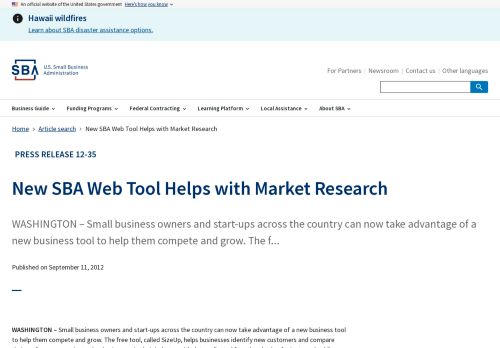 An official website of the United States government Here's how you know
Hawaii wildfires
Learn about SBA disaster assistance options.
SBA U.S. Small Business
Administration
For Partners | Newsroom | Contact us | Other languages
Business Guide Funding Programs Federal Contracting Learning Platform Local Assistance About SBA
Home > Article search > New SBA Web Tool Helps with Market Research
PRESS RELEASE 12-35
New SBA Web Tool Helps with Market Research
WASHINGTON – Small business owners and start-ups across the country can now take advantage of a
new business tool to help them compete and grow. The f...
Published on September 11, 2012
WASHINGTON – Small business owners and start-ups across the country can now take advantage of a new business tool
to help them compete and grow. The free tool, called SizeUp, helps businesses identify new customers and compare